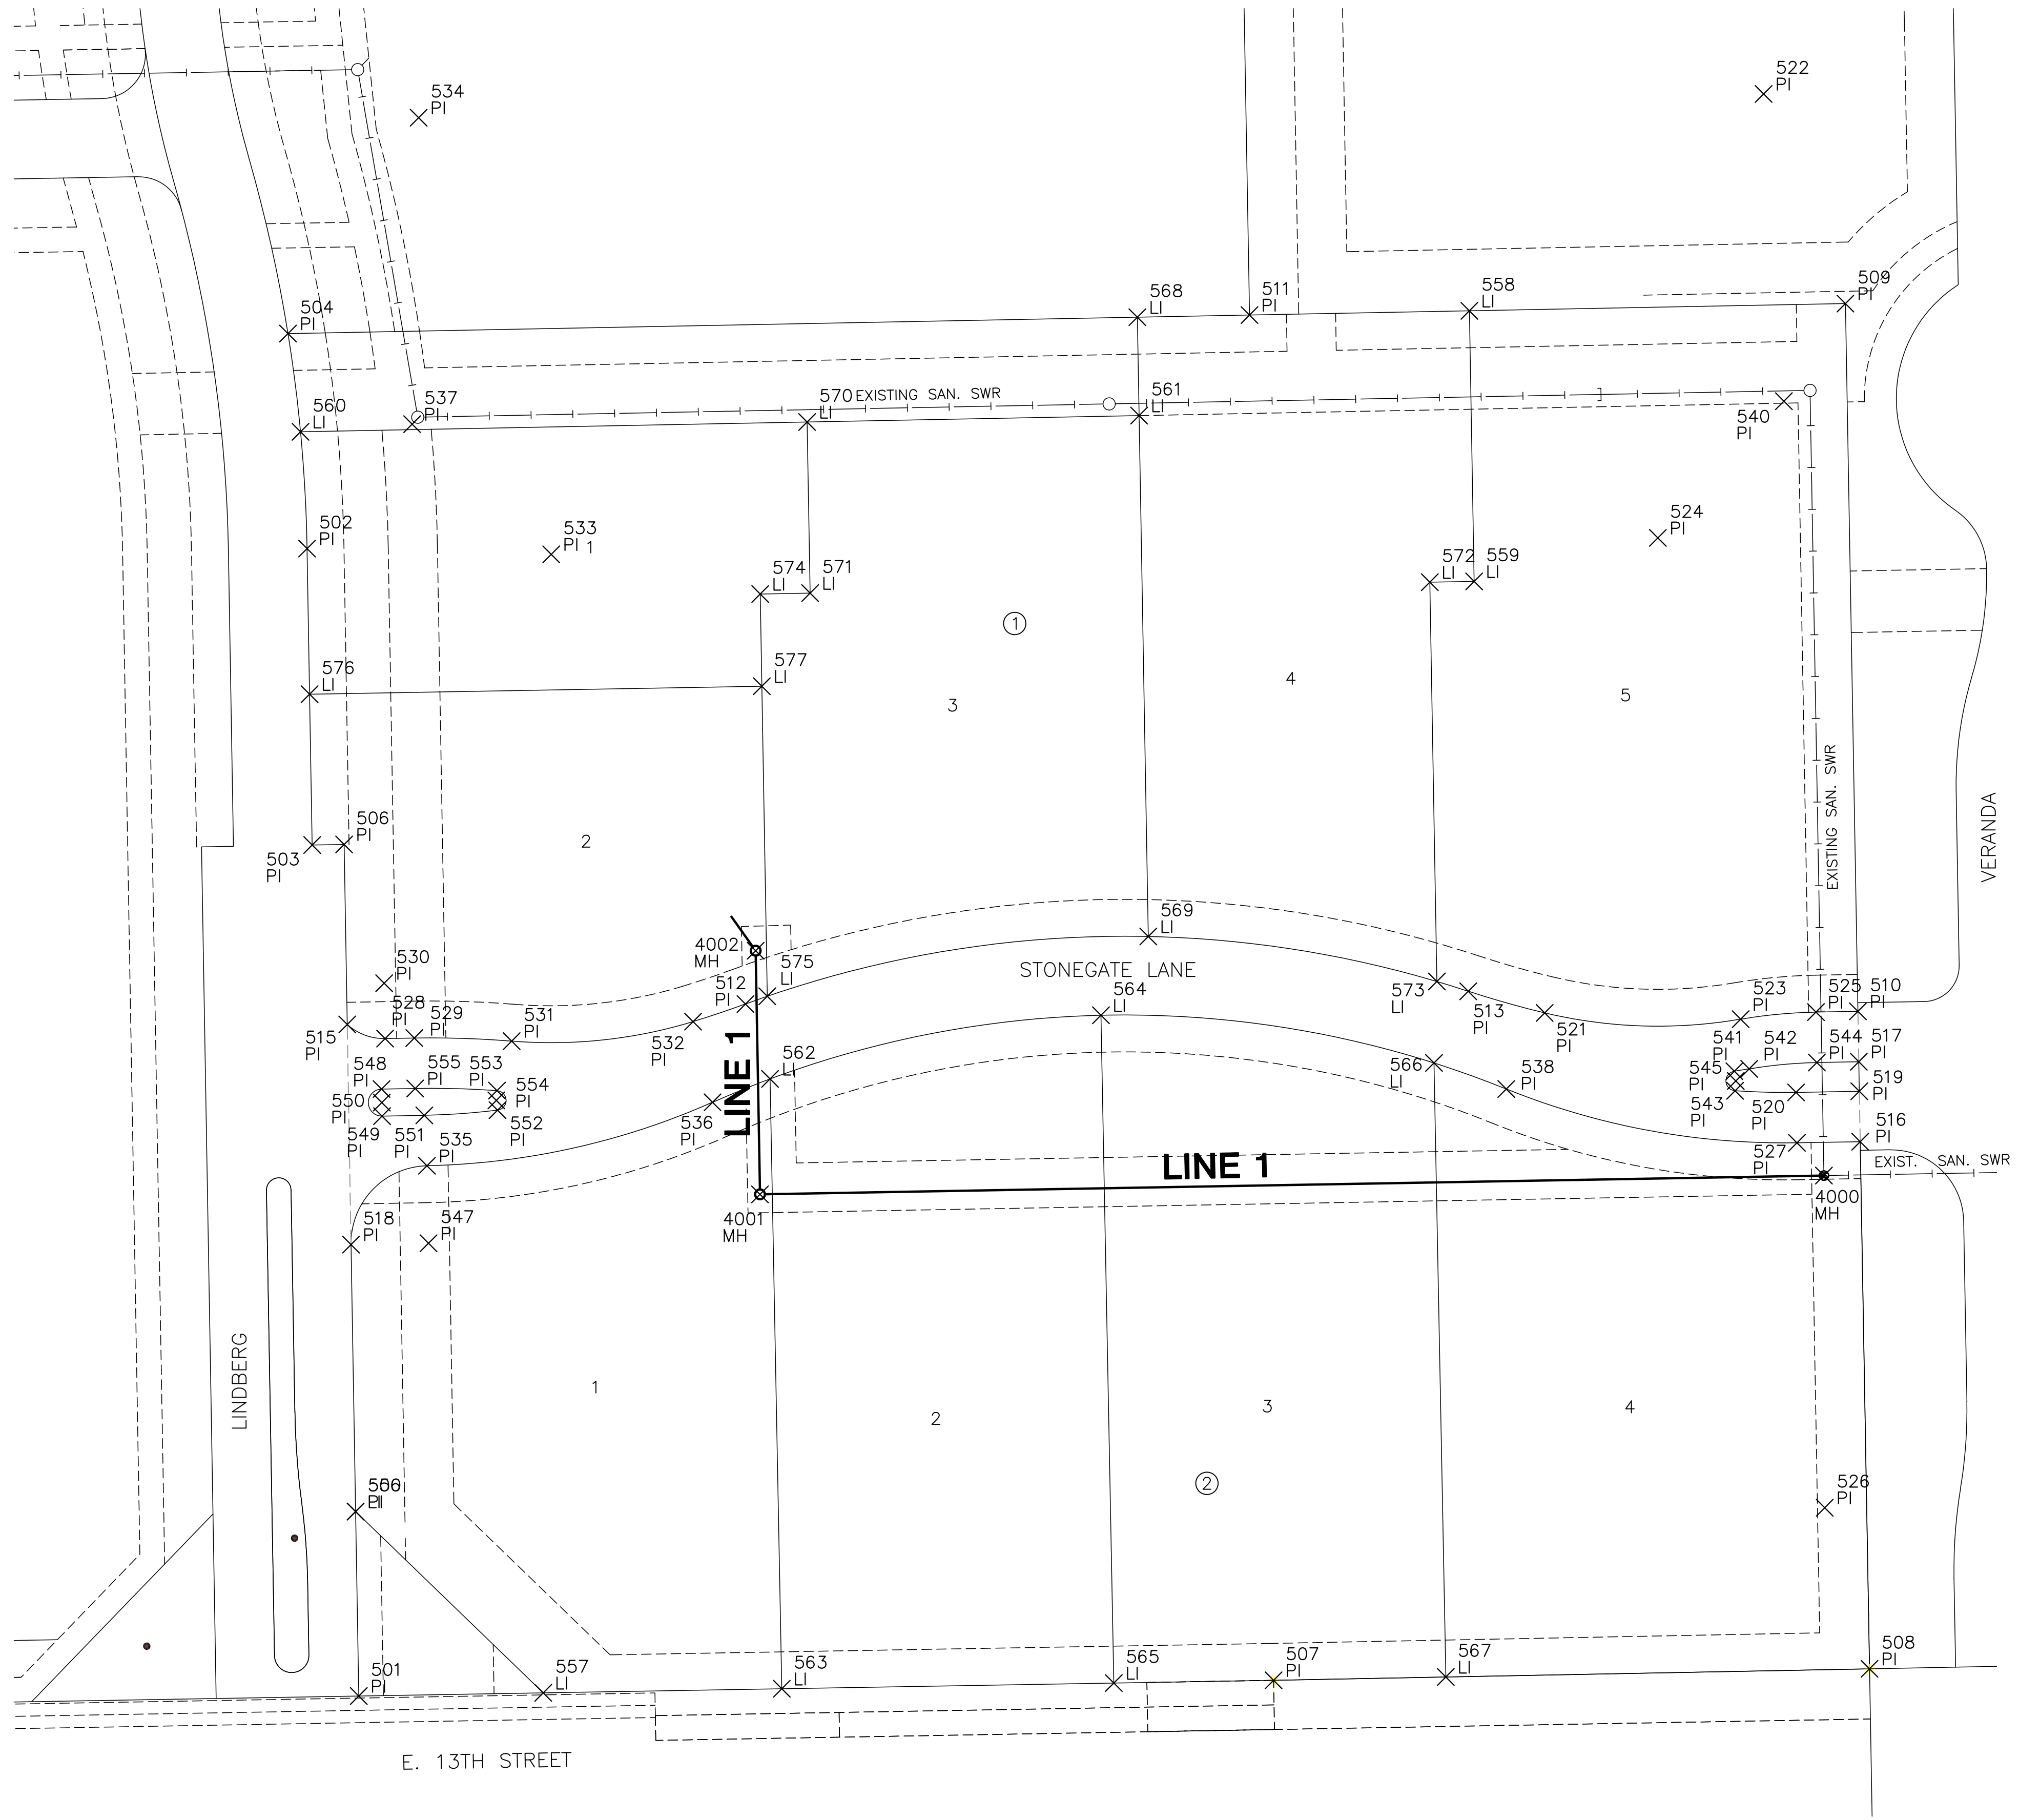 522
PI
534
PI
509
PI
558
LI
511
PI
568
LI
504
PI
561
LI
570
LI
EXISTING SAN. SWR
537
PI
560
LI
540
PI
524
PI
502
PI
533
PI
1
572
LI
559
LI
574
LI
571
LI
1
577
LI
576
LI
4
5
3
EXISTING SAN. SWR
VERANDA
506
PI
2
503
PI
569
LI
4002
MH
575
LI
STONEGATE LANE
530
PI
512
PI
564
LI
573
LI
513
PI
523
PI
525
PI
510
PI
528
PI
529
PI
531
PI
532
PI
521
PI
515
PI
541
PI
542
PI
544
PI
517
PI
562
LI
566
LI
538
PI
545
PI
548
PI
555
PI
553
PI
554
PI
519
PI
550
PI
543
PI
520
PI
LINE 1
536
PI
552
PI
549
PI
551
PI
535
PI
516
PI
527
PI
EXIST. SAN. SWR
LINE 1
4000
MH
518
PI
547
PI
4001
MH
LINDBERG
1
2
3
4
2
526
PI
501
PI
557
LI
563
LI
565
LI
507
PI
567
LI
508
PI
E. 13TH STREET